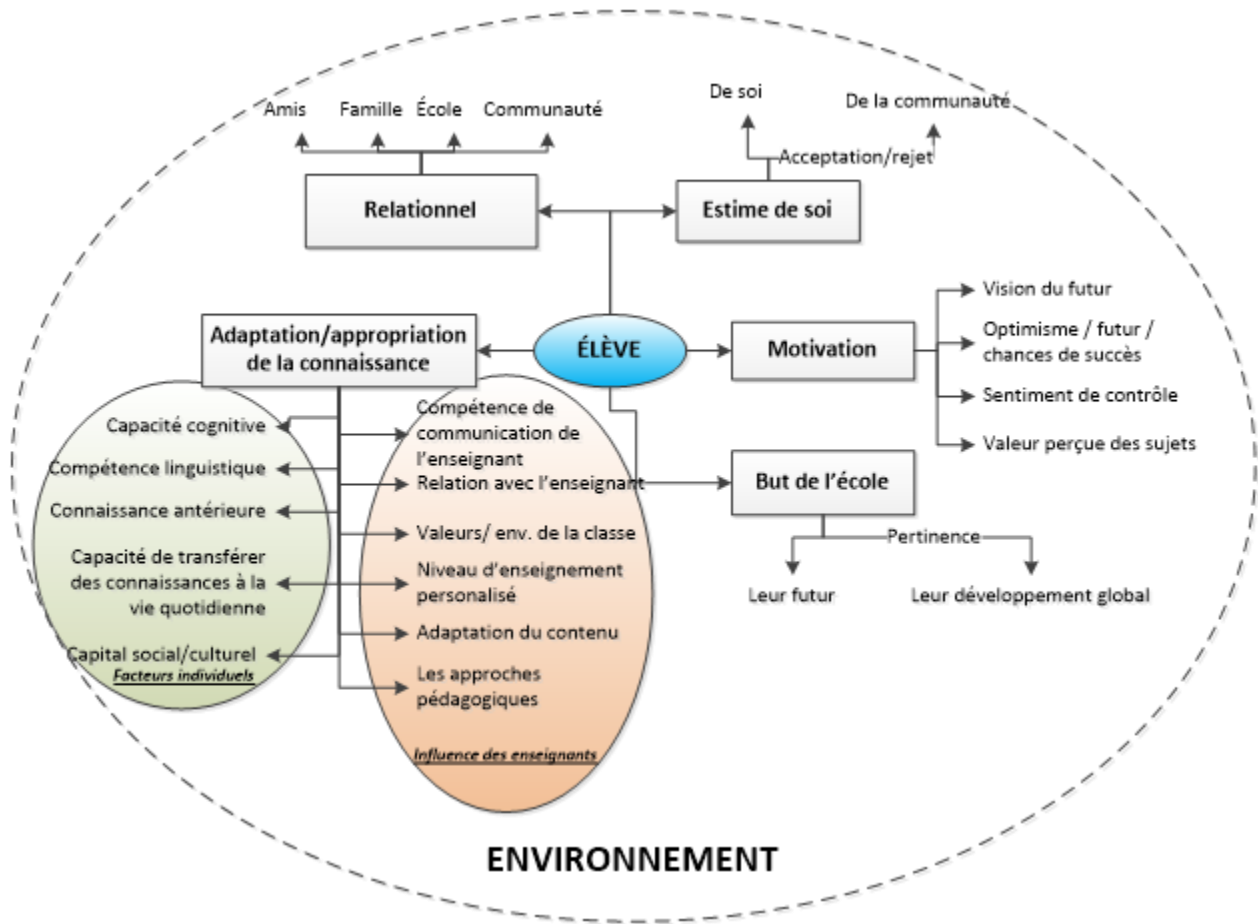 De soi
De la communauté
Amis
Famille
École
Communauté
Acceptation/rejet
Relationnel
Estime de soi
Vision du futur
Adaptation/appropriation
de la connaissance
ÉLÈVE
Motivation
Optimisme / futur /
chances de succès
Sentiment de contrôle
Valeur perçue des sujets
Capacité cognitive
Compétence linguistique
Connaissance antérieure
Capacité de transférer
des connaissances à la
vie quotidienne
Capital social/culturel
Facteurs individuels
Compétence de
communication de
l'enseignant
Relation avec l'enseignant
Valeurs/ env. de la classe
Niveau d'enseignement
personalisé
Adaptation du contenu
Les approches
pédagogiques
Influence des enseignants
But de l'école
Pertinence
Leur futur
Leur développement global
ENVIRONNEMENT